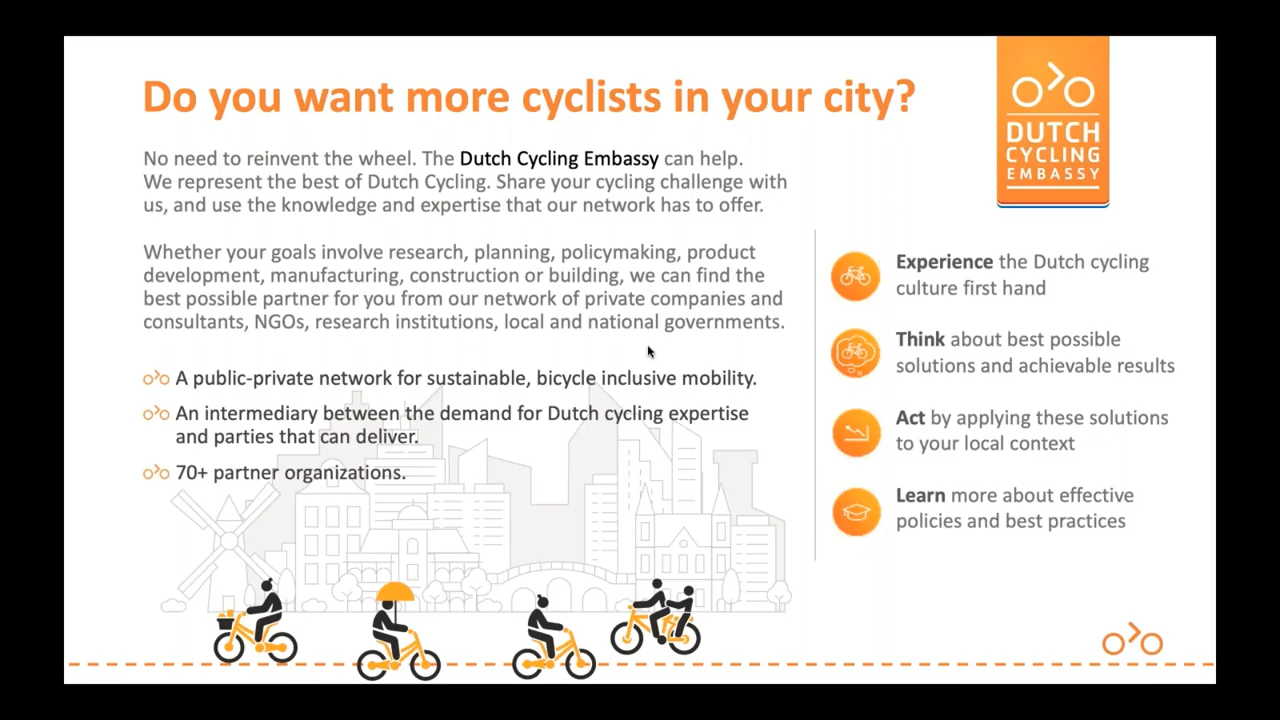 Do you want more cyclists in your city?
DUTCH
CYCLING
EMBASSY
No need to reinvent the wheel. The Dutch Cycling Embassy can help.
We represent the best of Dutch Cycling. Share your cycling challenge with
us, and use the knowledge and expertise that our network has to offer.
Whether your goals involve research, planning, policymaking, product
development, manufacturing, construction or building, we can find the
best possible partner for you from our network of private companies and
consultants, NGOs, research institutions, local and national governments.
A public-private network for sustainable, bicycle inclusive mobility.
An intermediary between the demand for Dutch cycling expertise
and parties that can deliver.
70+ partner organizations.
Experience the Dutch cycling
culture first hand
Think about best possible
solutions and achievable results
Act by applying these solutions
to your local context
Learn more about effective
policies and best practices